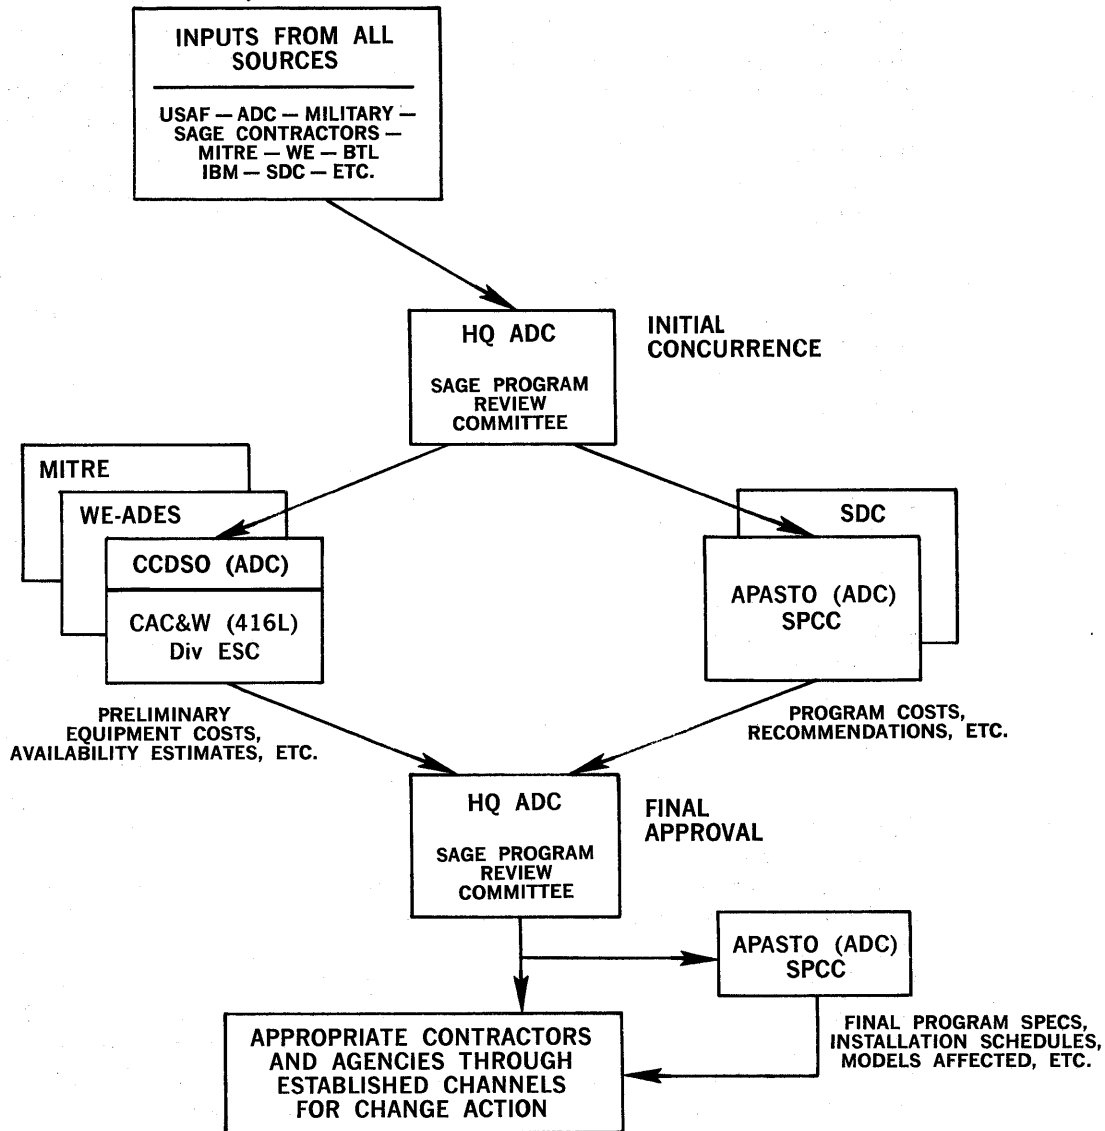 INPUTS FROM ALL
SOURCES
USAF — ADC — MILITARY —
SAGE CONTRACTORS —
MITRE — WE — BTL
IBM — SDC — ETC.
HQ ADC
SAGE PROGRAM
REVIEW
COMMITTEE
INITIAL
CONCURRENCE
MITRE
WE-ADES
CCDSO (ADC)
CAC&W (416L)
Div ESC
SDC
APASTO (ADC)
SPCC
PRELIMINARY
EQUIPMENT COSTS,
AVAILABILITY ESTIMATES, ETC.
PROGRAM COSTS,
RECOMMENDATIONS, ETC.
HQ ADC
SAGE PROGRAM
REVIEW
COMMITTEE
FINAL
APPROVAL
APASTO (ADC)
SPCC
FINAL PROGRAM SPECS,
INSTALLATION SCHEDULES,
MODELS AFFECTED, ETC.
APPROPRIATE CONTRACTORS
AND AGENCIES THROUGH
ESTABLISHED CHANNELS
FOR CHANGE ACTION